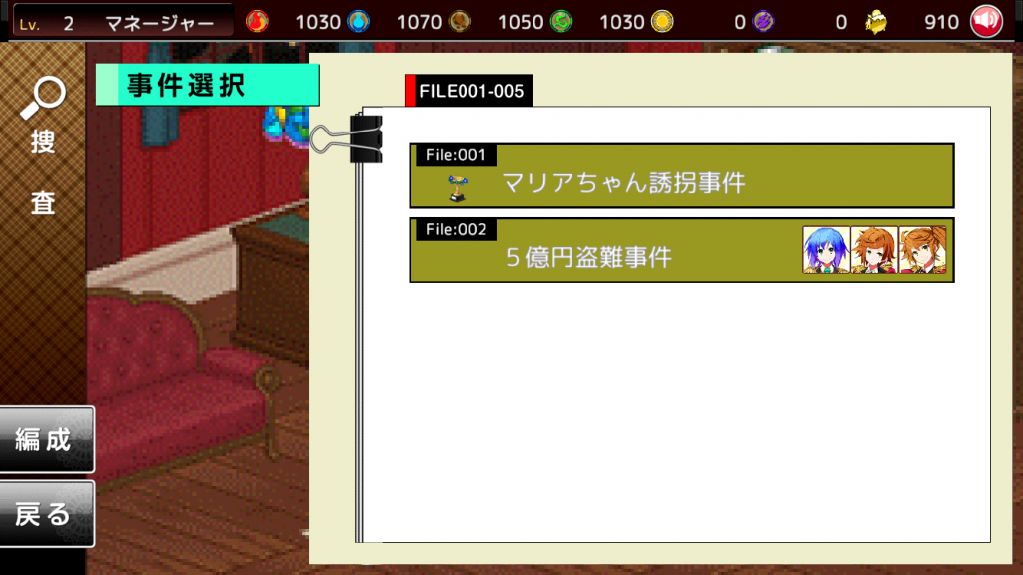 Lv. 2 マネージャー 1030 1070 1050 1030 0 0 910
事件選択
FILE001-005
捜査
File:001
マリアちゃん誘拐事件
File:002
5億円盗難事件
編成
戻る